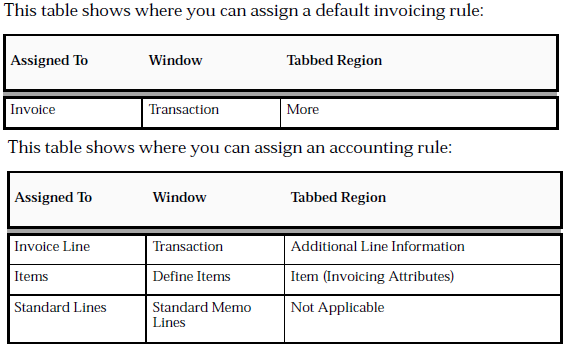 This table shows where you can assign a default invoicing rule:
Assigned To Window Tabbed Region
Invoice Transaction More
This table shows where you can assign an accounting rule:
Assigned To Window Tabbed Region
Invoice Line Transaction Additional Line Information
Items Define Items Item (Invoicing Attributes)
Standard Lines Standard Memo Not Applicable
Lines